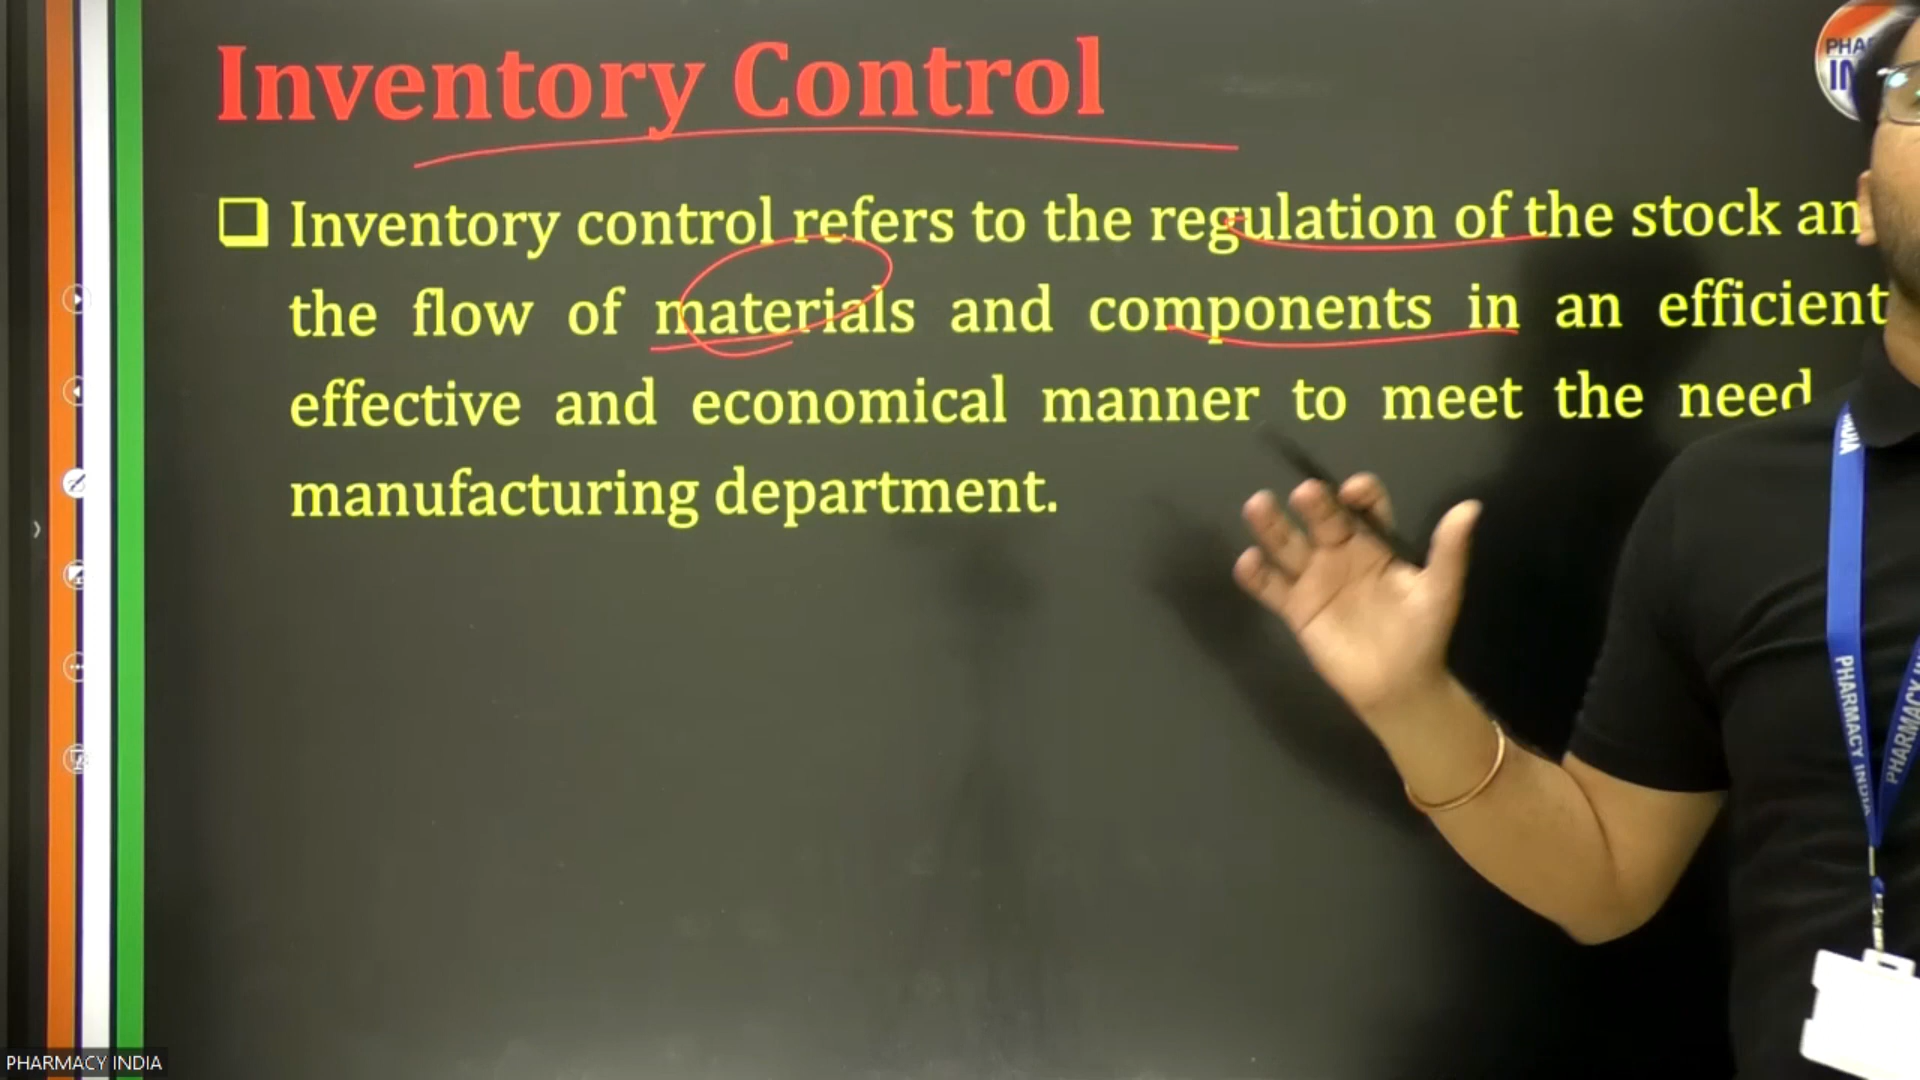 Inventory Control
Inventory control refers to the regulation of the stock
the flow of materials and components in an efficient
effective and economical manner to meet the need
manufacturing department.
PHARMACY INDIA
PHARMACY
PHARMACY INDIA